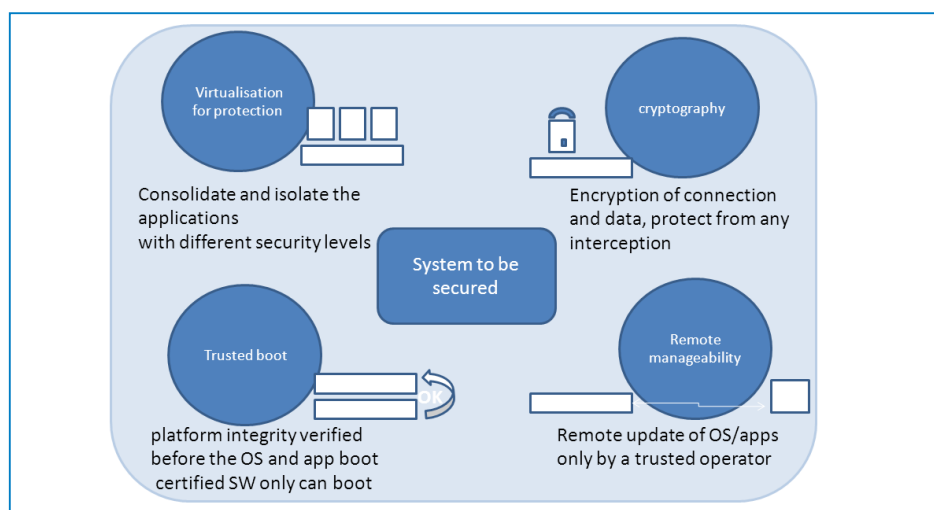 Virtualisation
for protection
Consolidate and isolate the
applications
with different security levels
cryptography
Encryption of connection
and data, protect from any
interception
System to be
secured
Trusted boot
OK
platform integrity verified
before the OS and app boot
certified SW only can boot
Remote
manageability
Remote update of OS/apps
only by a trusted operator